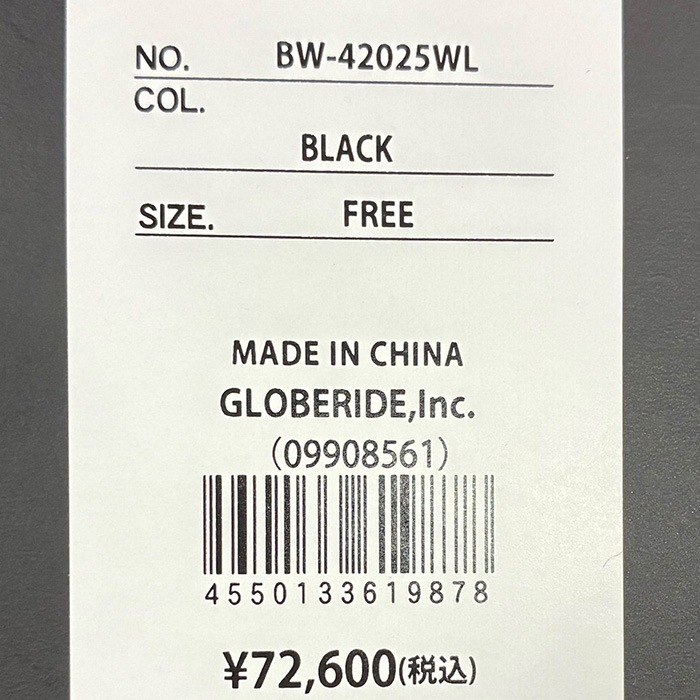 NO. BW-42025WL
COL.
BLACK
SIZE. FREE
MADE IN CHINA
GLOBERIDE,Inc.
(09908561)
4550133619878
¥72,600(税込)